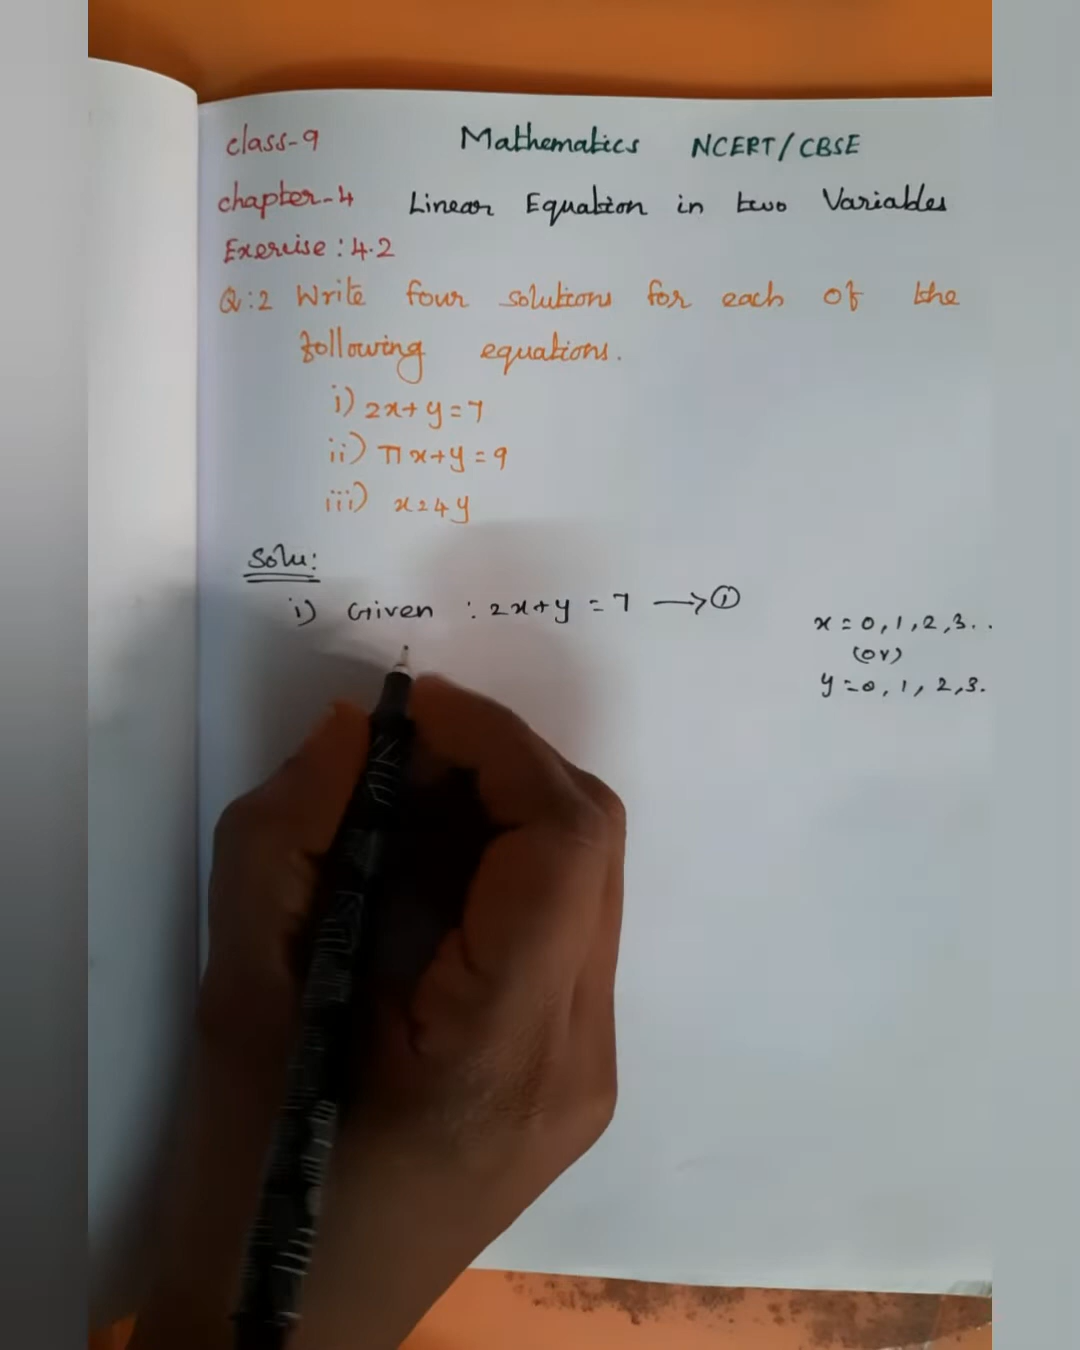 class-9 Mathematics NCERT/CBSE
chapter-4 Linear Equation in two Variables
Exercise : 4.2
Q:2 Write four solutions for each of the
following equations.
i) 2x+y=7
ii) πx+y=9
iii) x=4y
Solu:
i) Given : 2x+y=7 →①
x=0,1,2,3..
(or)
y=0,1,2,3.